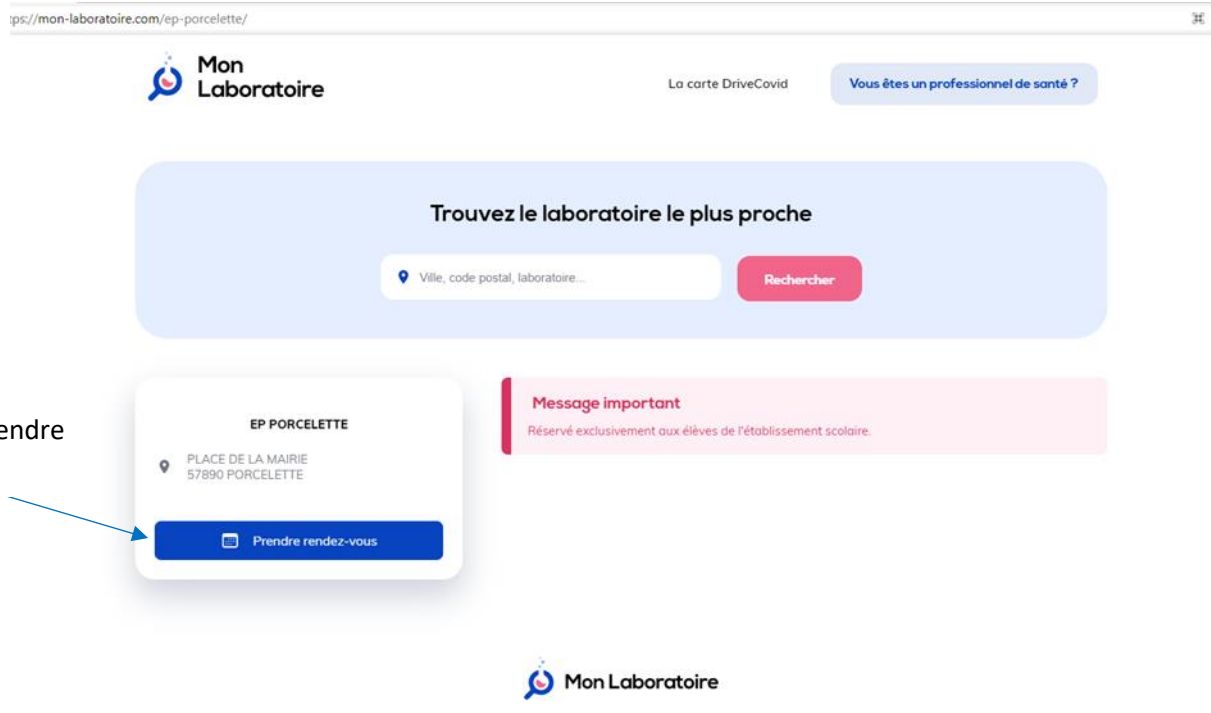 tps://mon-laboratoire.com/ep-porcelette/
Mon
Laboratoire
La carte DriveCovid
Vous êtes un professionnel de santé ?
Trouvez le laboratoire le plus proche
Ville, code postal, laboratoire...
Rechercher
endre
EP PORCELETTE
PLACE DE LA MAIRIE
57890 PORCELETTE
Prendre rendez-vous
Message important
Réservé exclusivement aux élèves de l'établissement scolaire.
Mon Laboratoire